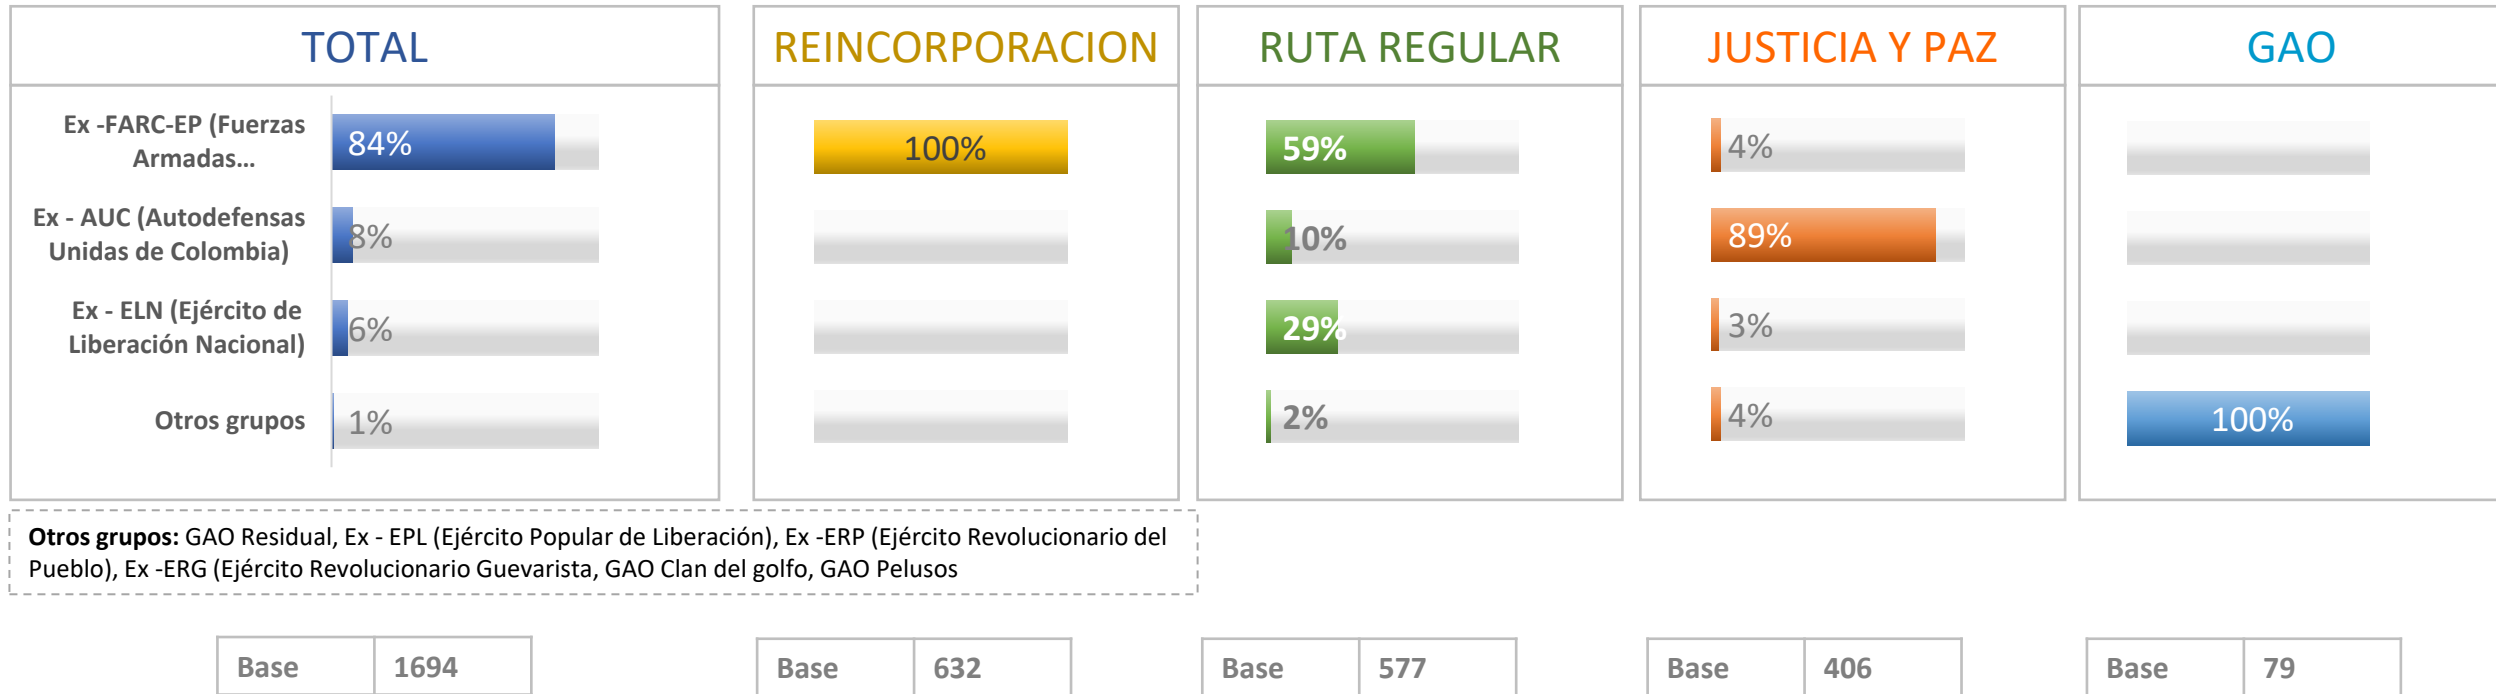 TOTAL
REINCORPORACION
RUTA REGULAR
JUSTICIA Y PAZ
GAO
Ex -FARC-EP (Fuerzas
Armadas...
84%
100%
59%
4%
Ex - AUC (Autodefensas
Unidas de Colombia)
8%
10%
89%
Ex - ELN (Ejército de
Liberación Nacional)
6%
29%
3%
Otros grupos
1%
2%
4%
100%
Otros grupos: GAO Residual, Ex - EPL (Ejército Popular de Liberación), Ex -ERP (Ejército Revolucionario del
Pueblo), Ex -ERG (Ejército Revolucionario Guevarista, GAO Clan del golfo, GAO Pelusos
Base 1694
Base 632
Base 577
Base 406
Base 79